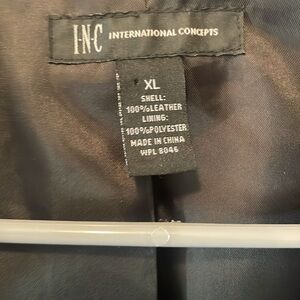 I·N·C INTERNATIONAL CONCEPTS
XL
SHELL:
100%LEATHER
LINING:
100%POLYESTER
MADE IN CHINA
WPL 8046